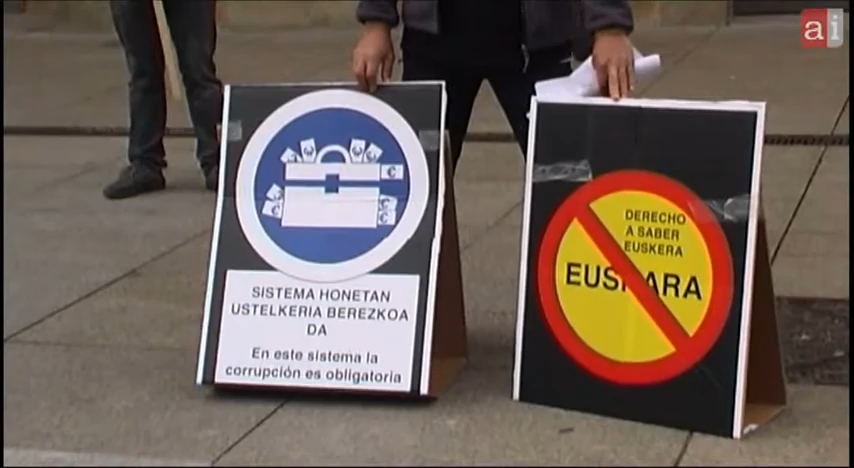 ai
SISTEMA HONETAN
USTELKERIA BEREZKOA
DA
En este sistema la
corrupción es obligatoria
DERECHO
A SABER
EUSKERA
EUSKARA